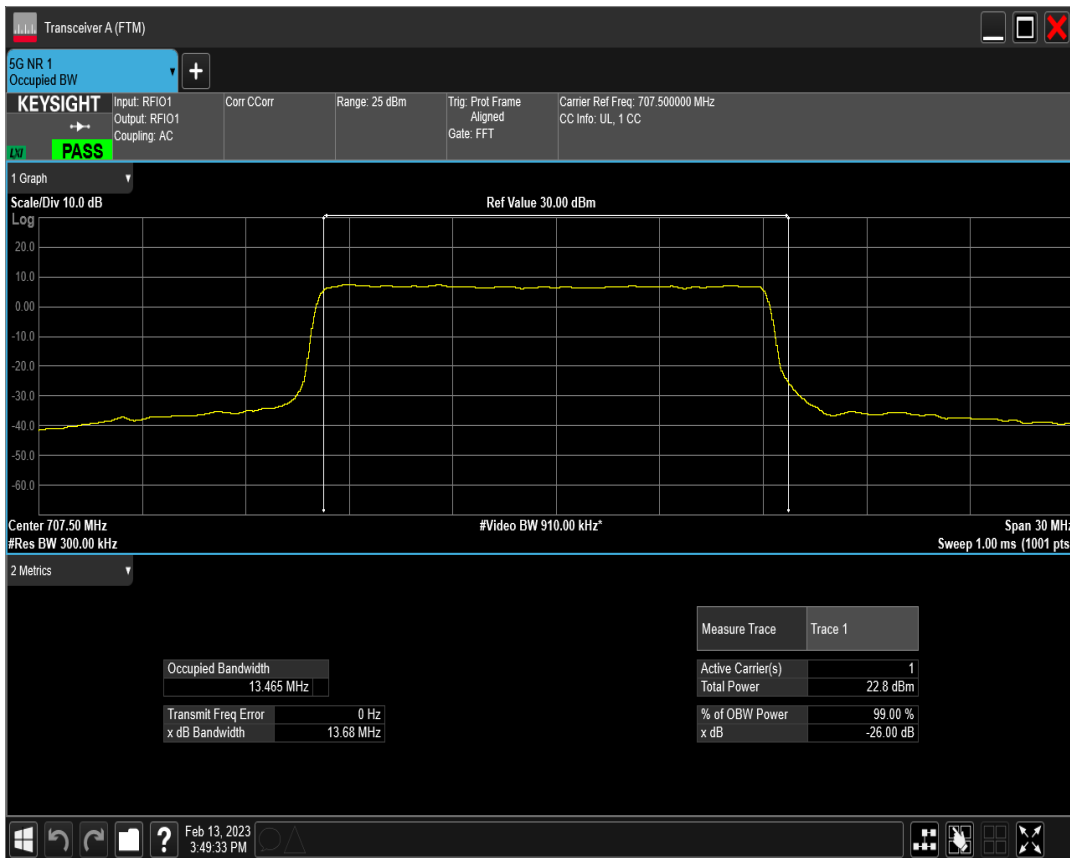 Transceiver A (FTM)
5G NR 1
Occupied BW
+
KEYSIGHT
LXI
PASS
Input: RFIO1
Output: RFIO1
Coupling: AC
Corr CCorr
Range: 25 dBm
Trig: Prot Frame
Aligned
Gate: FFT
Carrier Ref Freq: 707.500000 MHz
CC Info: UL, 1 CC
1 Graph
Scale/Div 10.0 dB
Ref Value 30.00 dBm
Log
20.0
10.0
0.00
-10.0
-20.0
-30.0
-40.0
-50.0
-60.0
Center 707.50 MHz
#Video BW 910.00 kHz*
Span 30 MHz
#Res BW 300.00 kHz
Sweep 1.00 ms (1001 pts
2 Metrics
Measure Trace Trace 1
Occupied Bandwidth
13.465 MHz
Active Carrier(s) 1
Total Power 22.8 dBm
Transmit Freq Error 0 Hz
x dB Bandwidth 13.68 MHz
% of OBW Power 99.00 %
x dB -26.00 dB
?
Feb 13, 2023
3:49:33 PM